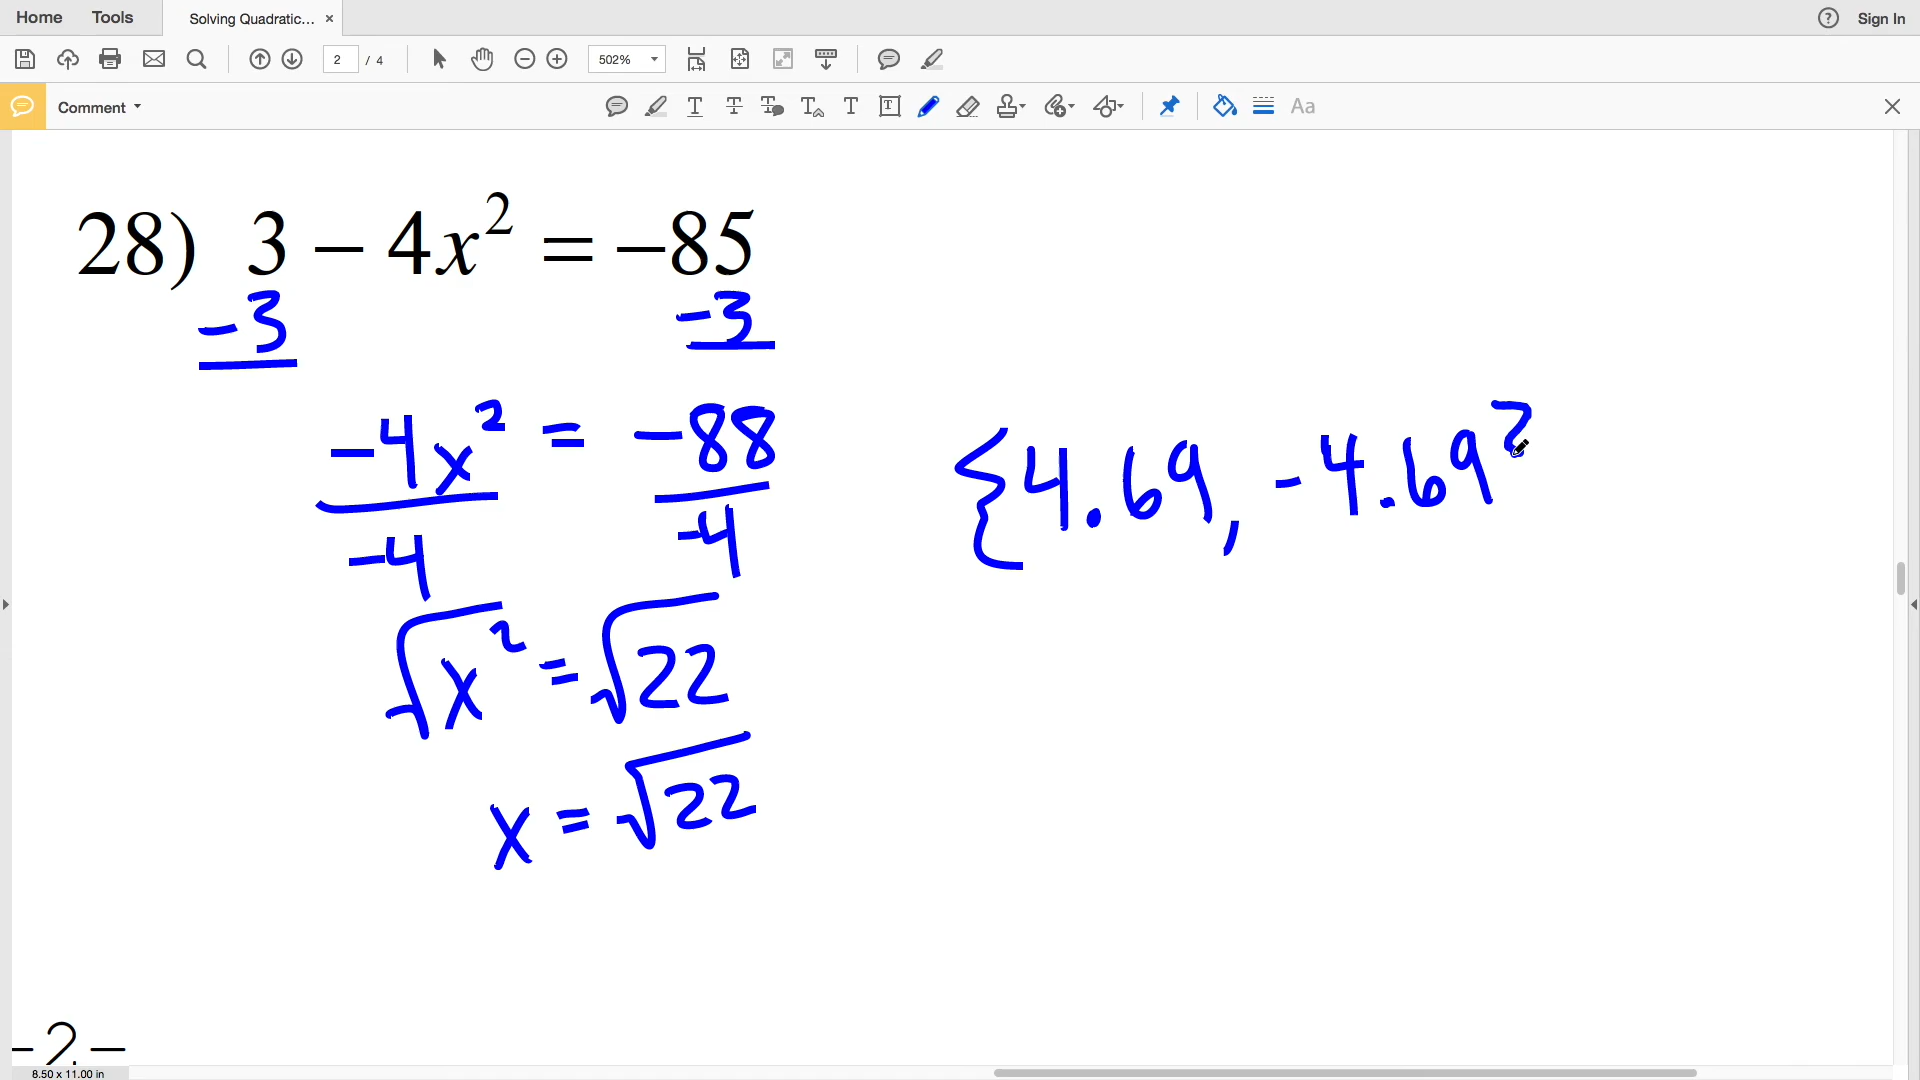 Home Tools Solving Quadratic... × ? Sign In
2 / 4 502%
Comment Aa
28) 3 − 4x² = −85
−3 −3
−4x² = −88
−4 −4
√x² = √22
x = √22
{4.69, -4.69
-2-
8.50 x 11.00 in